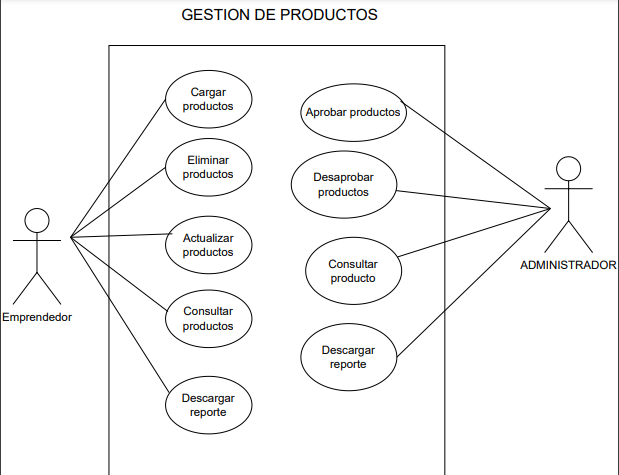 GESTION DE PRODUCTOS
Cargar
productos
Eliminar
productos
Actualizar
productos
Consultar
productos
Descargar
reporte
Aprobar productos
Desaprobar
productos
Consultar
producto
Descargar
reporte
Emprendedor
ADMINISTRADOR